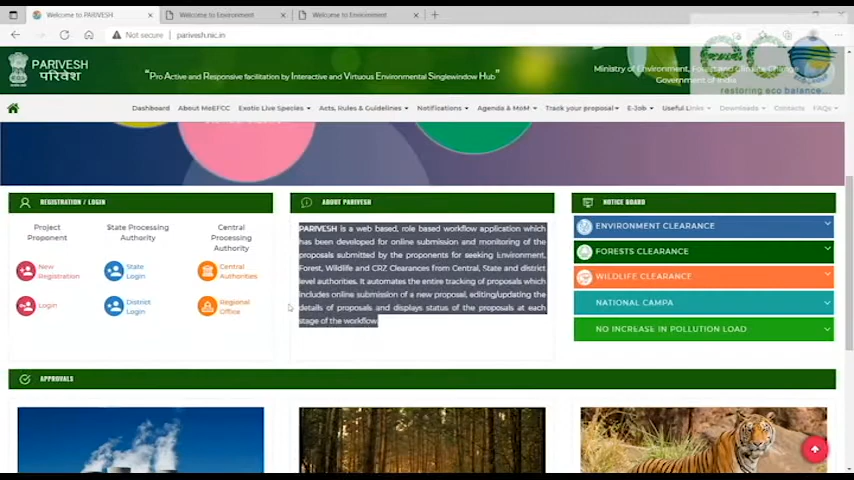 Welcome to PARIVESH
Welcome to Environment
Welcome to Environment
Not secure
parivesh.nic.in
PARIVESH
परिवेश
"Pro Active and Responsive facilitation by Interactive and Virtuous Environmental Singlewindow Hub"
Ministry of Environment, Forest and Climate Change
Government of India
eco
restoring eco balance...
Dashboard
About MoEFCC
Exotic Live Species
Acts, Rules & Guidelines
Notifications
Agenda & MoM
Track your proposal
E-Job
Useful Links
Downloads
Contacts
FAQs
REGISTRATION / LOGIN
Project
Proponent
New
Registration
Login
State Processing
Authority
State
Login
District
Login
Central
Processing
Authority
Central
Authorities
Regional
Office
ABOUT PARIVESH
PARIVESH is a web based, role based workflow application which
has been developed for online submission and monitoring of the
proposals submitted by the proponents for seeking Environment,
Forest, Wildlife and CRZ Clearances from Central, State and district
level authorities. It automates the entire tracking of proposals which
includes online submission of a new proposal, editing/updating the
details of proposals and displays status of the proposals at each
stage of the workflow.
NOTICE BOARD
ENVIRONMENT CLEARANCE
FORESTS CLEARANCE
WILDLIFE CLEARANCE
NATIONAL CAMPA
NO INCREASE IN POLLUTION LOAD
APPROVALS